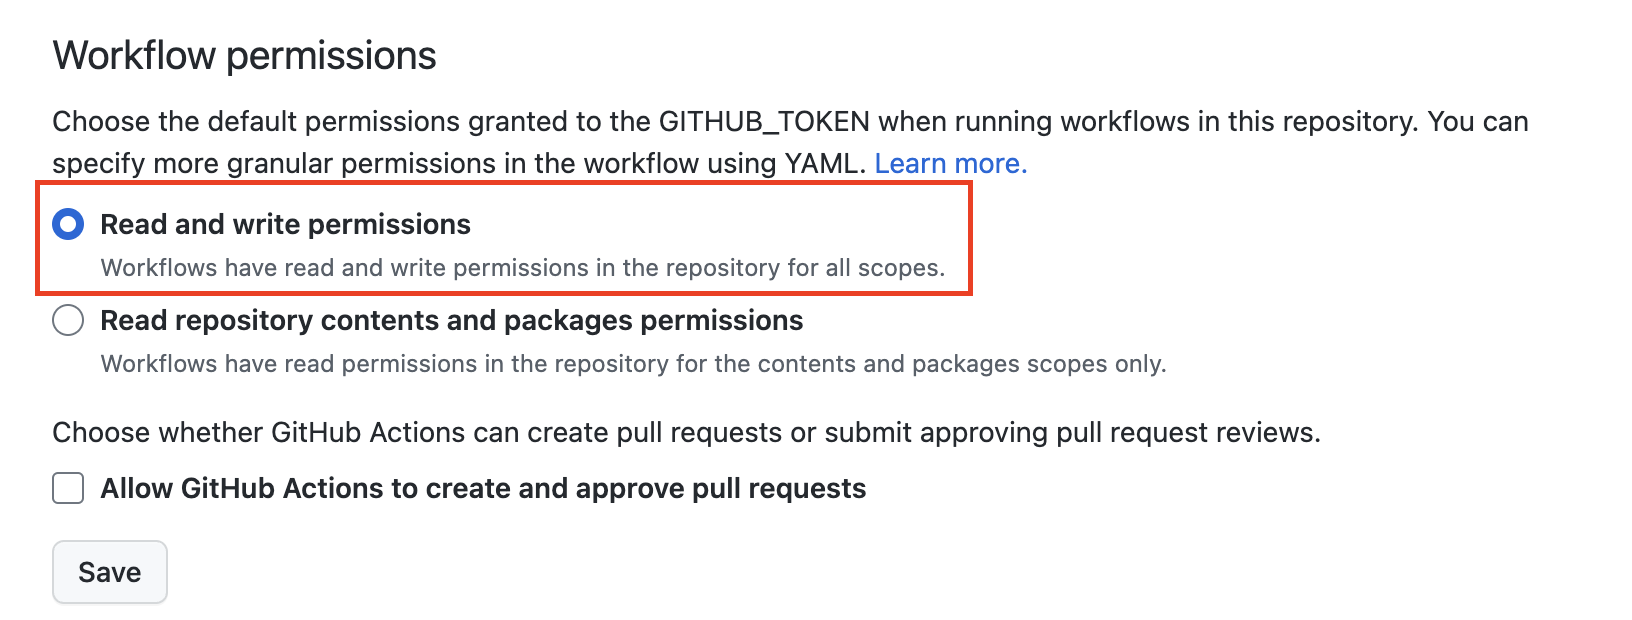 Workflow permissions
Choose the default permissions granted to the GITHUB_TOKEN when running workflows in this repository. You can
specify more granular permissions in the workflow using YAML. Learn more.
Read and write permissions
Workflows have read and write permissions in the repository for all scopes.
Read repository contents and packages permissions
Workflows have read permissions in the repository for the contents and packages scopes only.
Choose whether GitHub Actions can create pull requests or submit approving pull request reviews.
Allow GitHub Actions to create and approve pull requests
Save